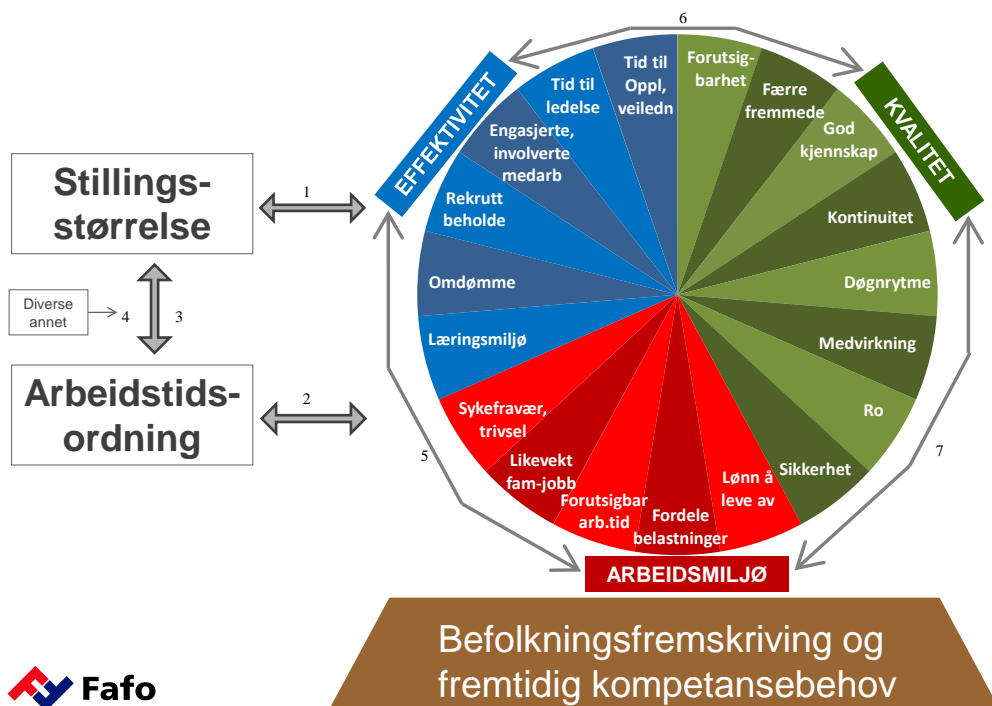 6
EFFEKTIVITET
KVALITET
Tid til
Oppl,
veiledn
Forutsig-
barhet
Færre
fremmede
God
kjennskap
Kontinuitet
Døgnrytme
Medvirkning
Ro
Sikkerhet
Lønn å
leve av
Fordele
belastninger
Forutsigbar
arb.tid
Likevekt
fam-jobb
Sykefravær,
trivsel
Læringsmiljø
Omdømme
Rekrutt
beholde
Engasjerte,
involverte
medarb
Tid til
ledelse
Stillings-
størrelse
1
Diverse
annet
4 3
Arbeidstids-
ordning
2
5
7
ARBEIDSMILJØ
Befolkningsfremskriving og
fremtidig kompetansebehov
Fafo